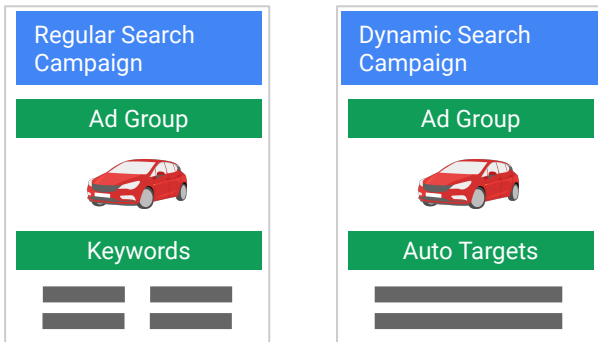 Regular Search
Campaign
Ad Group
Keywords
Dynamic Search
Campaign
Ad Group
Auto Targets